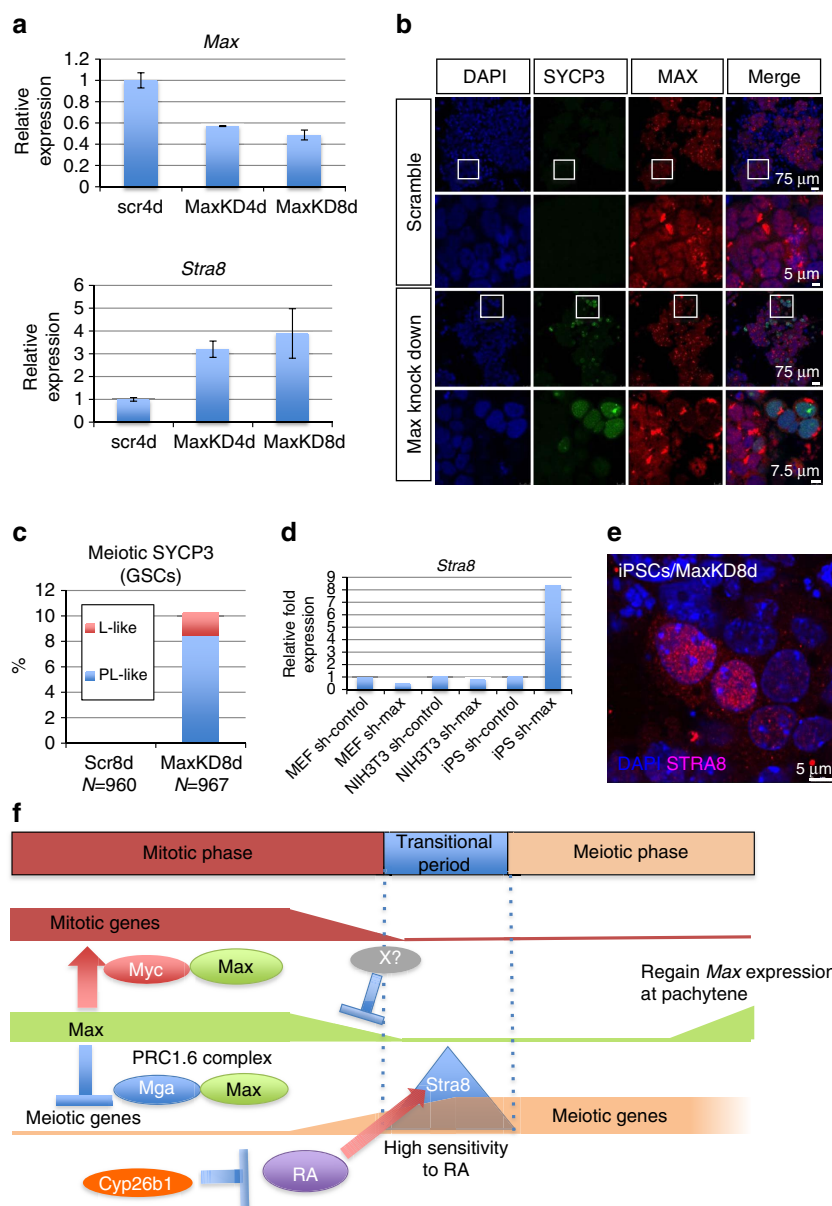 a
Max
Relative
expression
1.2
1
0.8
0.6
0.4
0.2
0
scr4d MaxKD4d MaxKD8d
Stra8
Relative
expression
6
5
4
3
2
1
0
scr4d MaxKD4d MaxKD8d
b
DAPI SYCP3 MAX Merge
Scramble
75 μm
5 μm
Max knock down
75 μm
7.5 μm
c
Meiotic SYCP3
(GSCs)
%
12
10
8
6
4
2
0
L-like
PL-like
Scr8d MaxKD8d
N=960 N=967
d
Stra8
Relative fold
expression
9
8
7
6
5
4
3
2
1
0
MEF sh-control
MEF sh-max
NIH3T3 sh-control
NIH3T3 sh-max
iPS sh-control
iPS sh-max
e
iPSCs/MaxKD8d
DAPI STRA8
5 μm
f
Mitotic phase
Transitional
period
Meiotic phase
Mitotic genes
Myc Max
X?
Regain Max expression
at pachytene
Max
PRC1.6 complex
Mga Max
Stra8
Meiotic genes
Meiotic genes
High sensitivity
to RA
Cyp26b1
RA